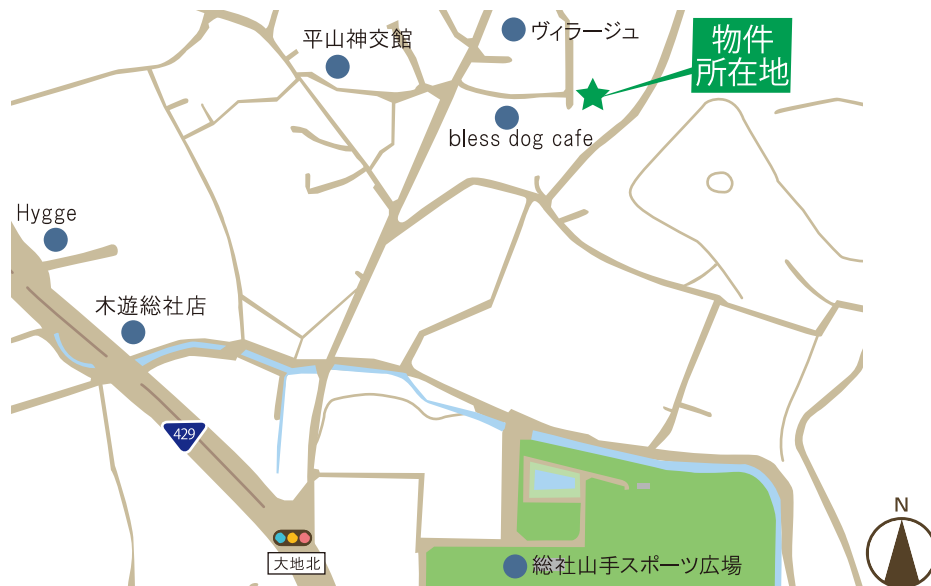 平山神交館
ヴィラージュ
物件
所在地
bless dog cafe
Hygge
木遊総社店
429
大地北
総社山手スポーツ広場
N